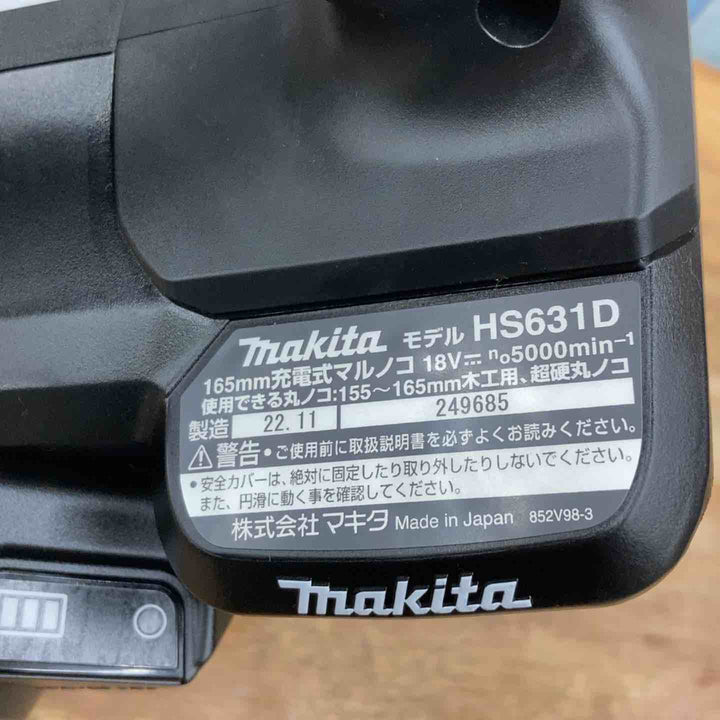 makita モデル HS631D
165mm充電式マルノコ 18V⎓ n₀5000min⁻¹
使用できる丸ノコ:155～165mm木工用、超硬丸ノコ
製造 22.11 249685
⚠警告 • ご使用前に取扱説明書を必ずよくお読みください。
• 安全カバーは、絶対に固定したり取り外したりしないでください。
また、円滑に動く事を確認してください。
株式会社マキタ Made in Japan 852V98-3
makita